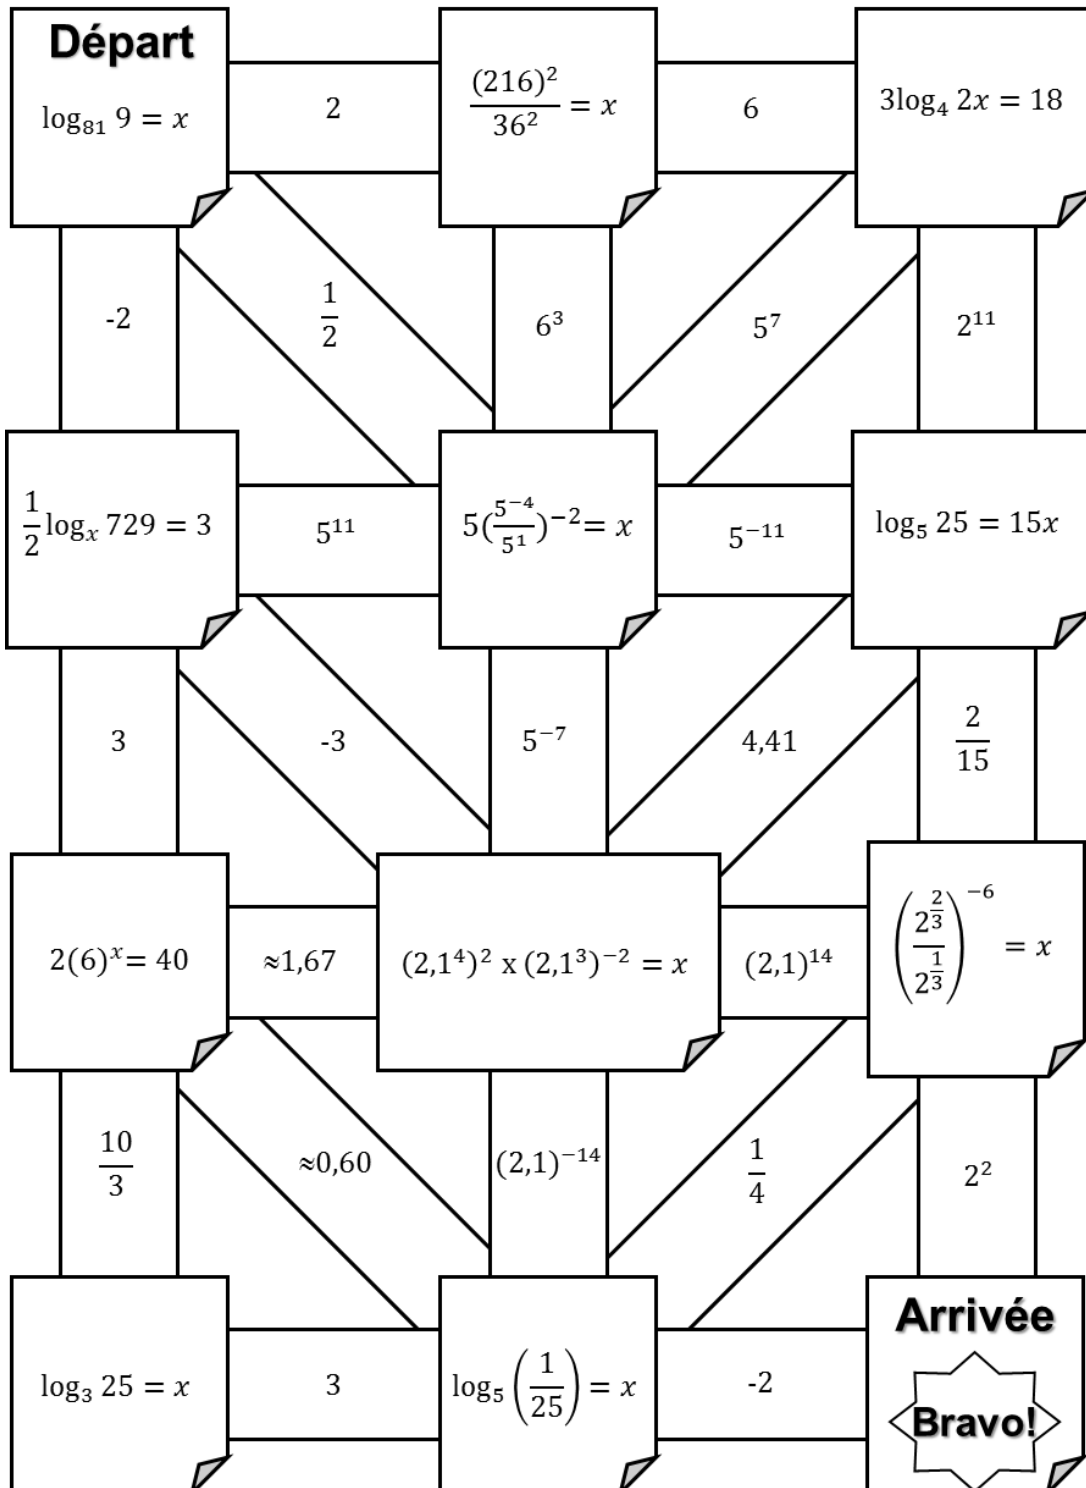 Départ
log₈₁ 9 = x
2
(216)²/36² = x
6
3log₄ 2x = 18
-2
1/2
6³
5⁷
2¹¹
1/2 logₓ 729 = 3
5¹¹
5(5⁻⁴/5¹)⁻² = x
5⁻¹¹
log₅ 25 = 15x
3
-3
5⁻⁷
4,41
2/15
2(6)ˣ = 40
≈1,67
(2,1⁴)² x (2,1³)⁻² = x
(2,1)¹⁴
(2^(2/3)/2^(1/3))⁻⁶ = x
10/3
≈0,60
(2,1)⁻¹⁴
1/4
2²
log₃ 25 = x
3
log₅ (1/25) = x
-2
Arrivée
Bravo!